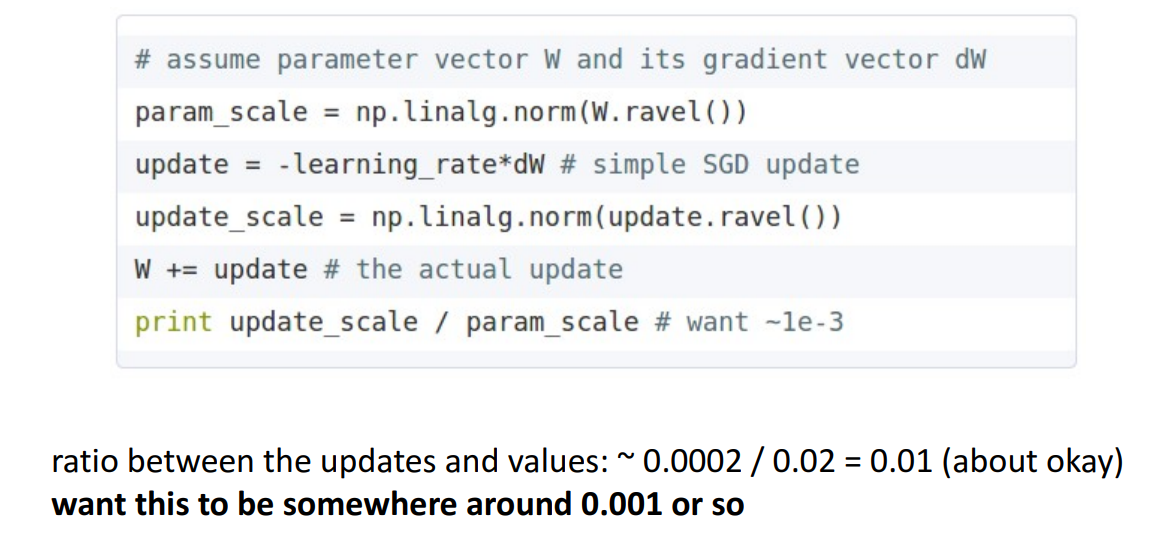 # assume parameter vector W and its gradient vector dW
param_scale = np.linalg.norm(W.ravel())
update = -learning_rate*dW # simple SGD update
update_scale = np.linalg.norm(update.ravel())
W += update # the actual update
print update_scale / param_scale # want ~1e-3
ratio between the updates and values: ~ 0.0002 / 0.02 = 0.01 (about okay)
want this to be somewhere around 0.001 or so